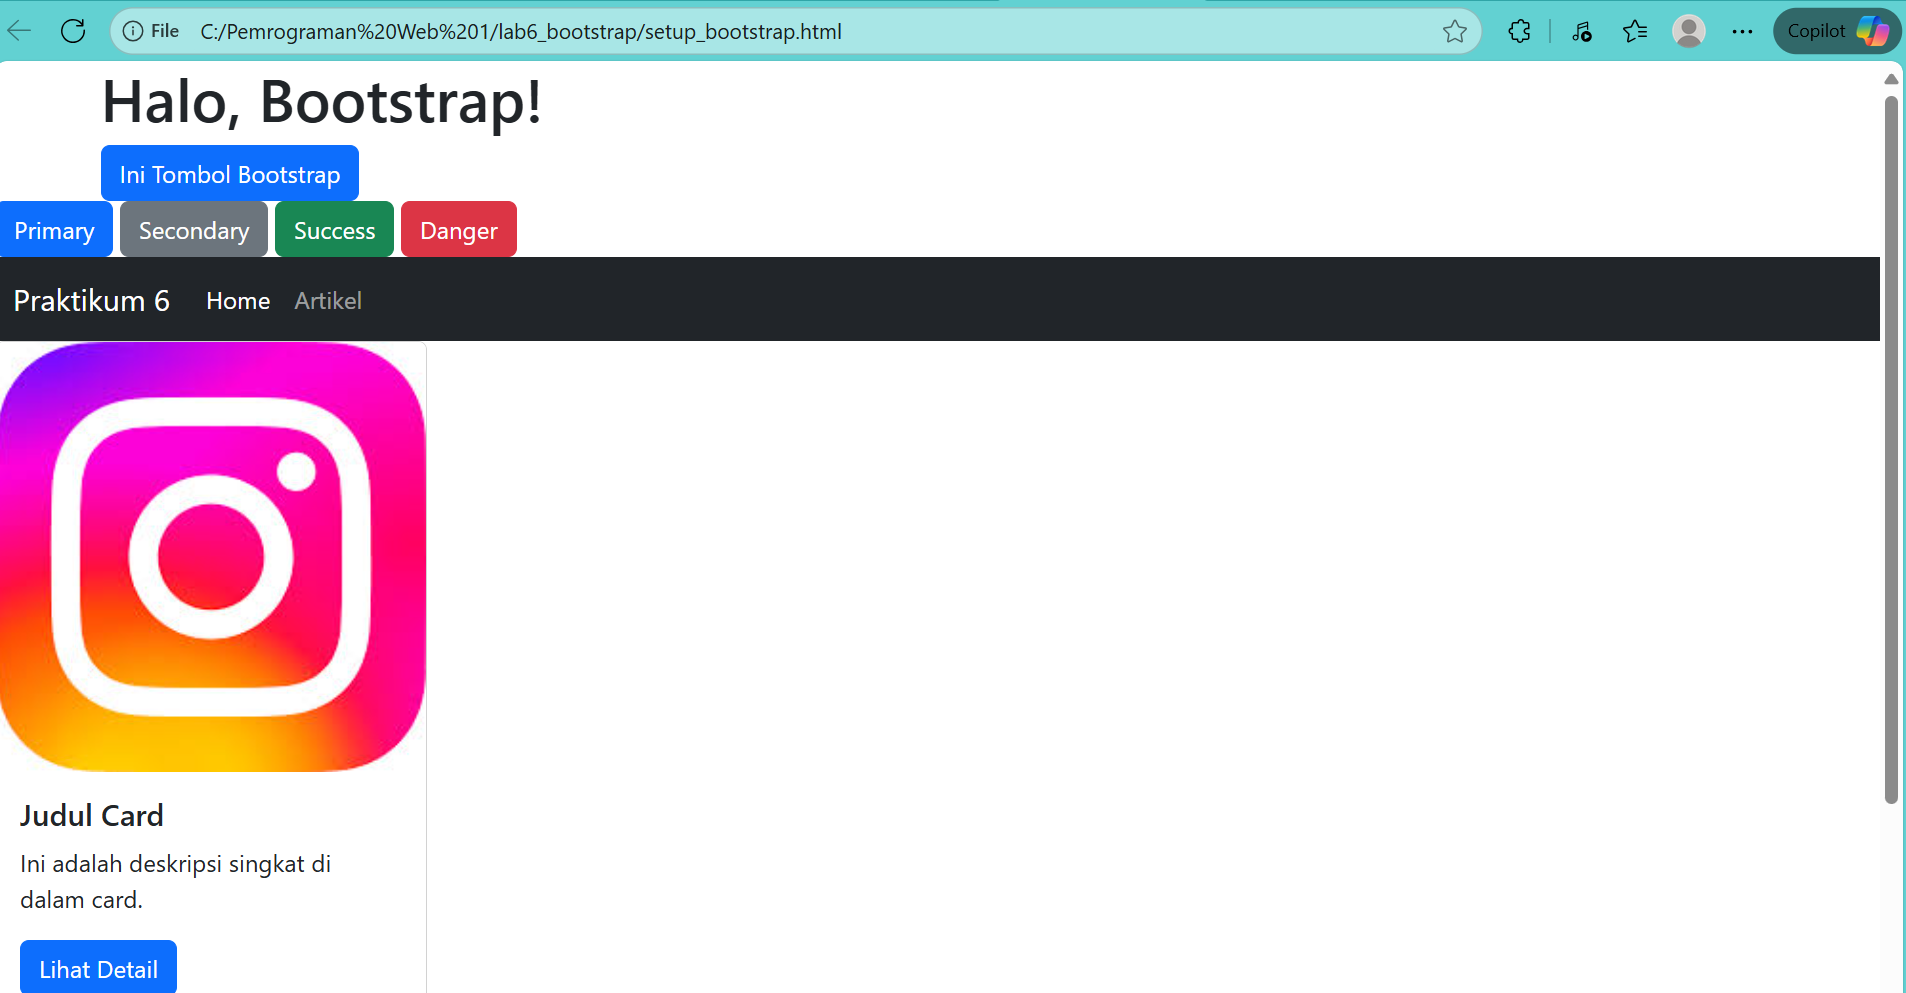 File C:/Pemrograman%20Web%201/lab6_bootstrap/setup_bootstrap.html Copilot
Halo, Bootstrap!
Ini Tombol Bootstrap
Primary Secondary Success Danger
Praktikum 6 Home Artikel
Judul Card
Ini adalah deskripsi singkat di
dalam card.
Lihat Detail